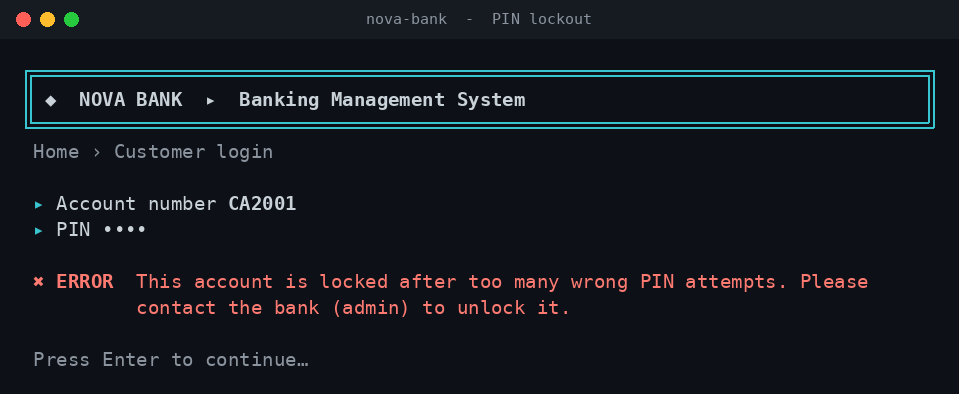 nova-bank - PIN lockout
◆ NOVA BANK ▸ Banking Management System
Home › Customer login
▸ Account number CA2001
▸ PIN ••••
✖ ERROR This account is locked after too many wrong PIN attempts. Please
contact the bank (admin) to unlock it.
Press Enter to continue…